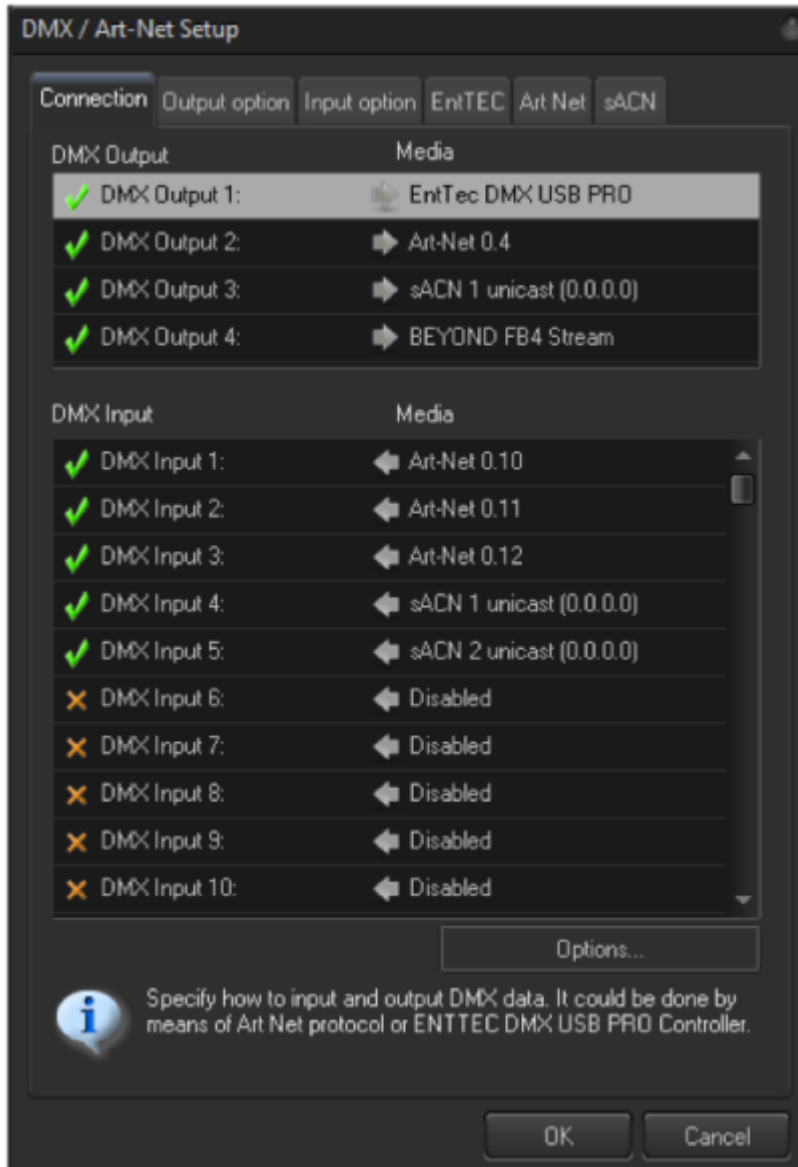 DMX / Art-Net Setup
Connection Output option Input option EntTEC Art Net sACN
DMX Output Media
DMX Output 1: EntTec DMX USB PRO
DMX Output 2: Art-Net 0.4
DMX Output 3: sACN 1 unicast (0.0.0.0)
DMX Output 4: BEYOND FB4 Stream
DMX Input Media
DMX Input 1: Art-Net 0.10
DMX Input 2: Art-Net 0.11
DMX Input 3: Art-Net 0.12
DMX Input 4: sACN 1 unicast (0.0.0.0)
DMX Input 5: sACN 2 unicast (0.0.0.0)
DMX Input 6: Disabled
DMX Input 7: Disabled
DMX Input 8: Disabled
DMX Input 9: Disabled
DMX Input 10: Disabled
Options...
Specify how to input and output DMX data. It could be done by
means of Art Net protocol or ENTTEC DMX USB PRO Controller.
OK Cancel